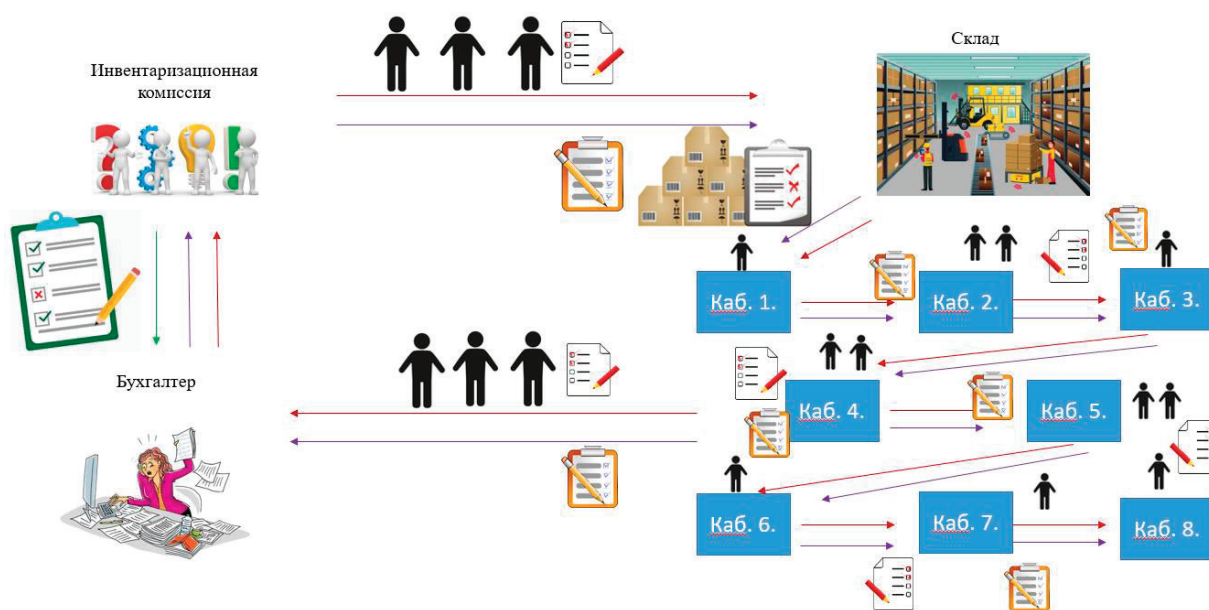 Инвентаризационная
комиссия
Склад
Каб. 1.
Каб. 2.
Каб. 3.
Бухгалтер
Каб. 4.
Каб. 5.
Каб. 6.
Каб. 7.
Каб. 8.